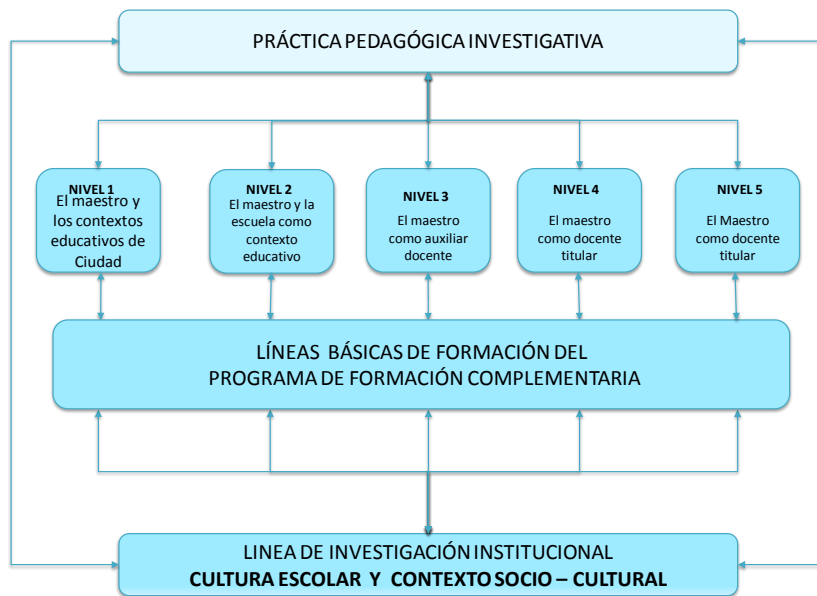 PRÁCTICA PEDAGÓGICA INVESTIGATIVA
NIVEL 1
El maestro y
los contextos
educativos de
Ciudad
NIVEL 2
El maestro y la
escuela como
contexto
educativo
NIVEL 3
El maestro
como auxiliar
docente
NIVEL 4
El maestro
como docente
titular
NIVEL 5
El Maestro
como docente
titular
LÍNEAS BÁSICAS DE FORMACIÓN DEL
PROGRAMA DE FORMACIÓN COMPLEMENTARIA
LINEA DE INVESTIGACIÓN INSTITUCIONAL
CULTURA ESCOLAR Y CONTEXTO SOCIO – CULTURAL